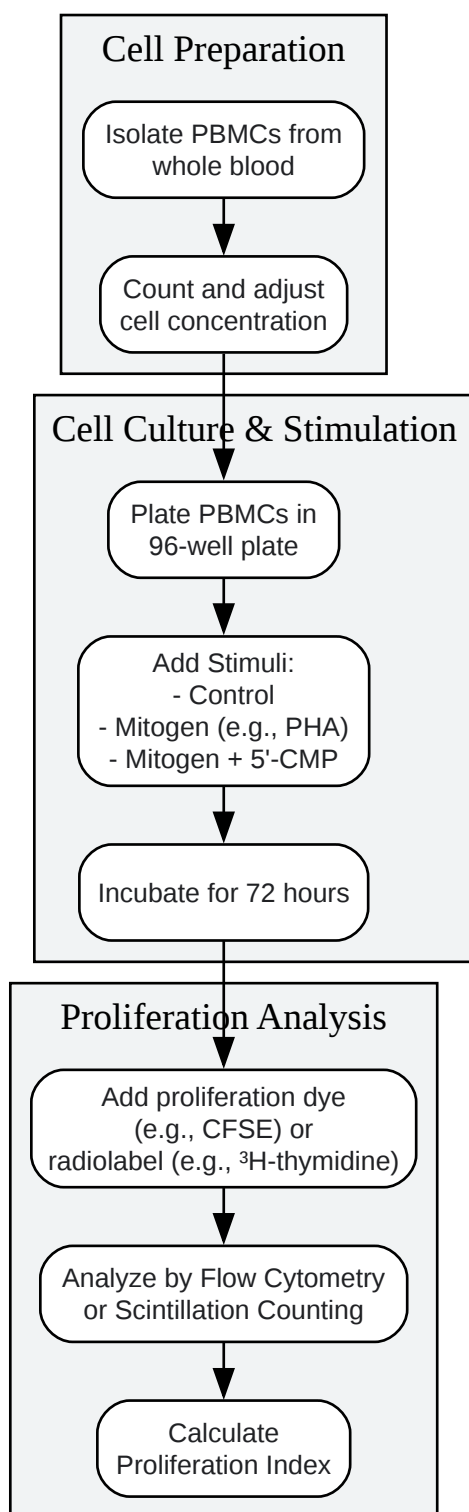 Cell Preparation
Isolate PBMCs from
whole blood
Count and adjust
cell concentration
Cell Culture & Stimulation
Plate PBMCs in
96-well plate
Add Stimuli:
- Control
- Mitogen (e.g., PHA)
- Mitogen + 5'-CMP
Incubate for 72 hours
Proliferation Analysis
Add proliferation dye
(e.g., CFSE) or
radiolabel (e.g., ³H-thymidine)
Analyze by Flow Cytometry
or Scintillation Counting
Calculate
Proliferation Index